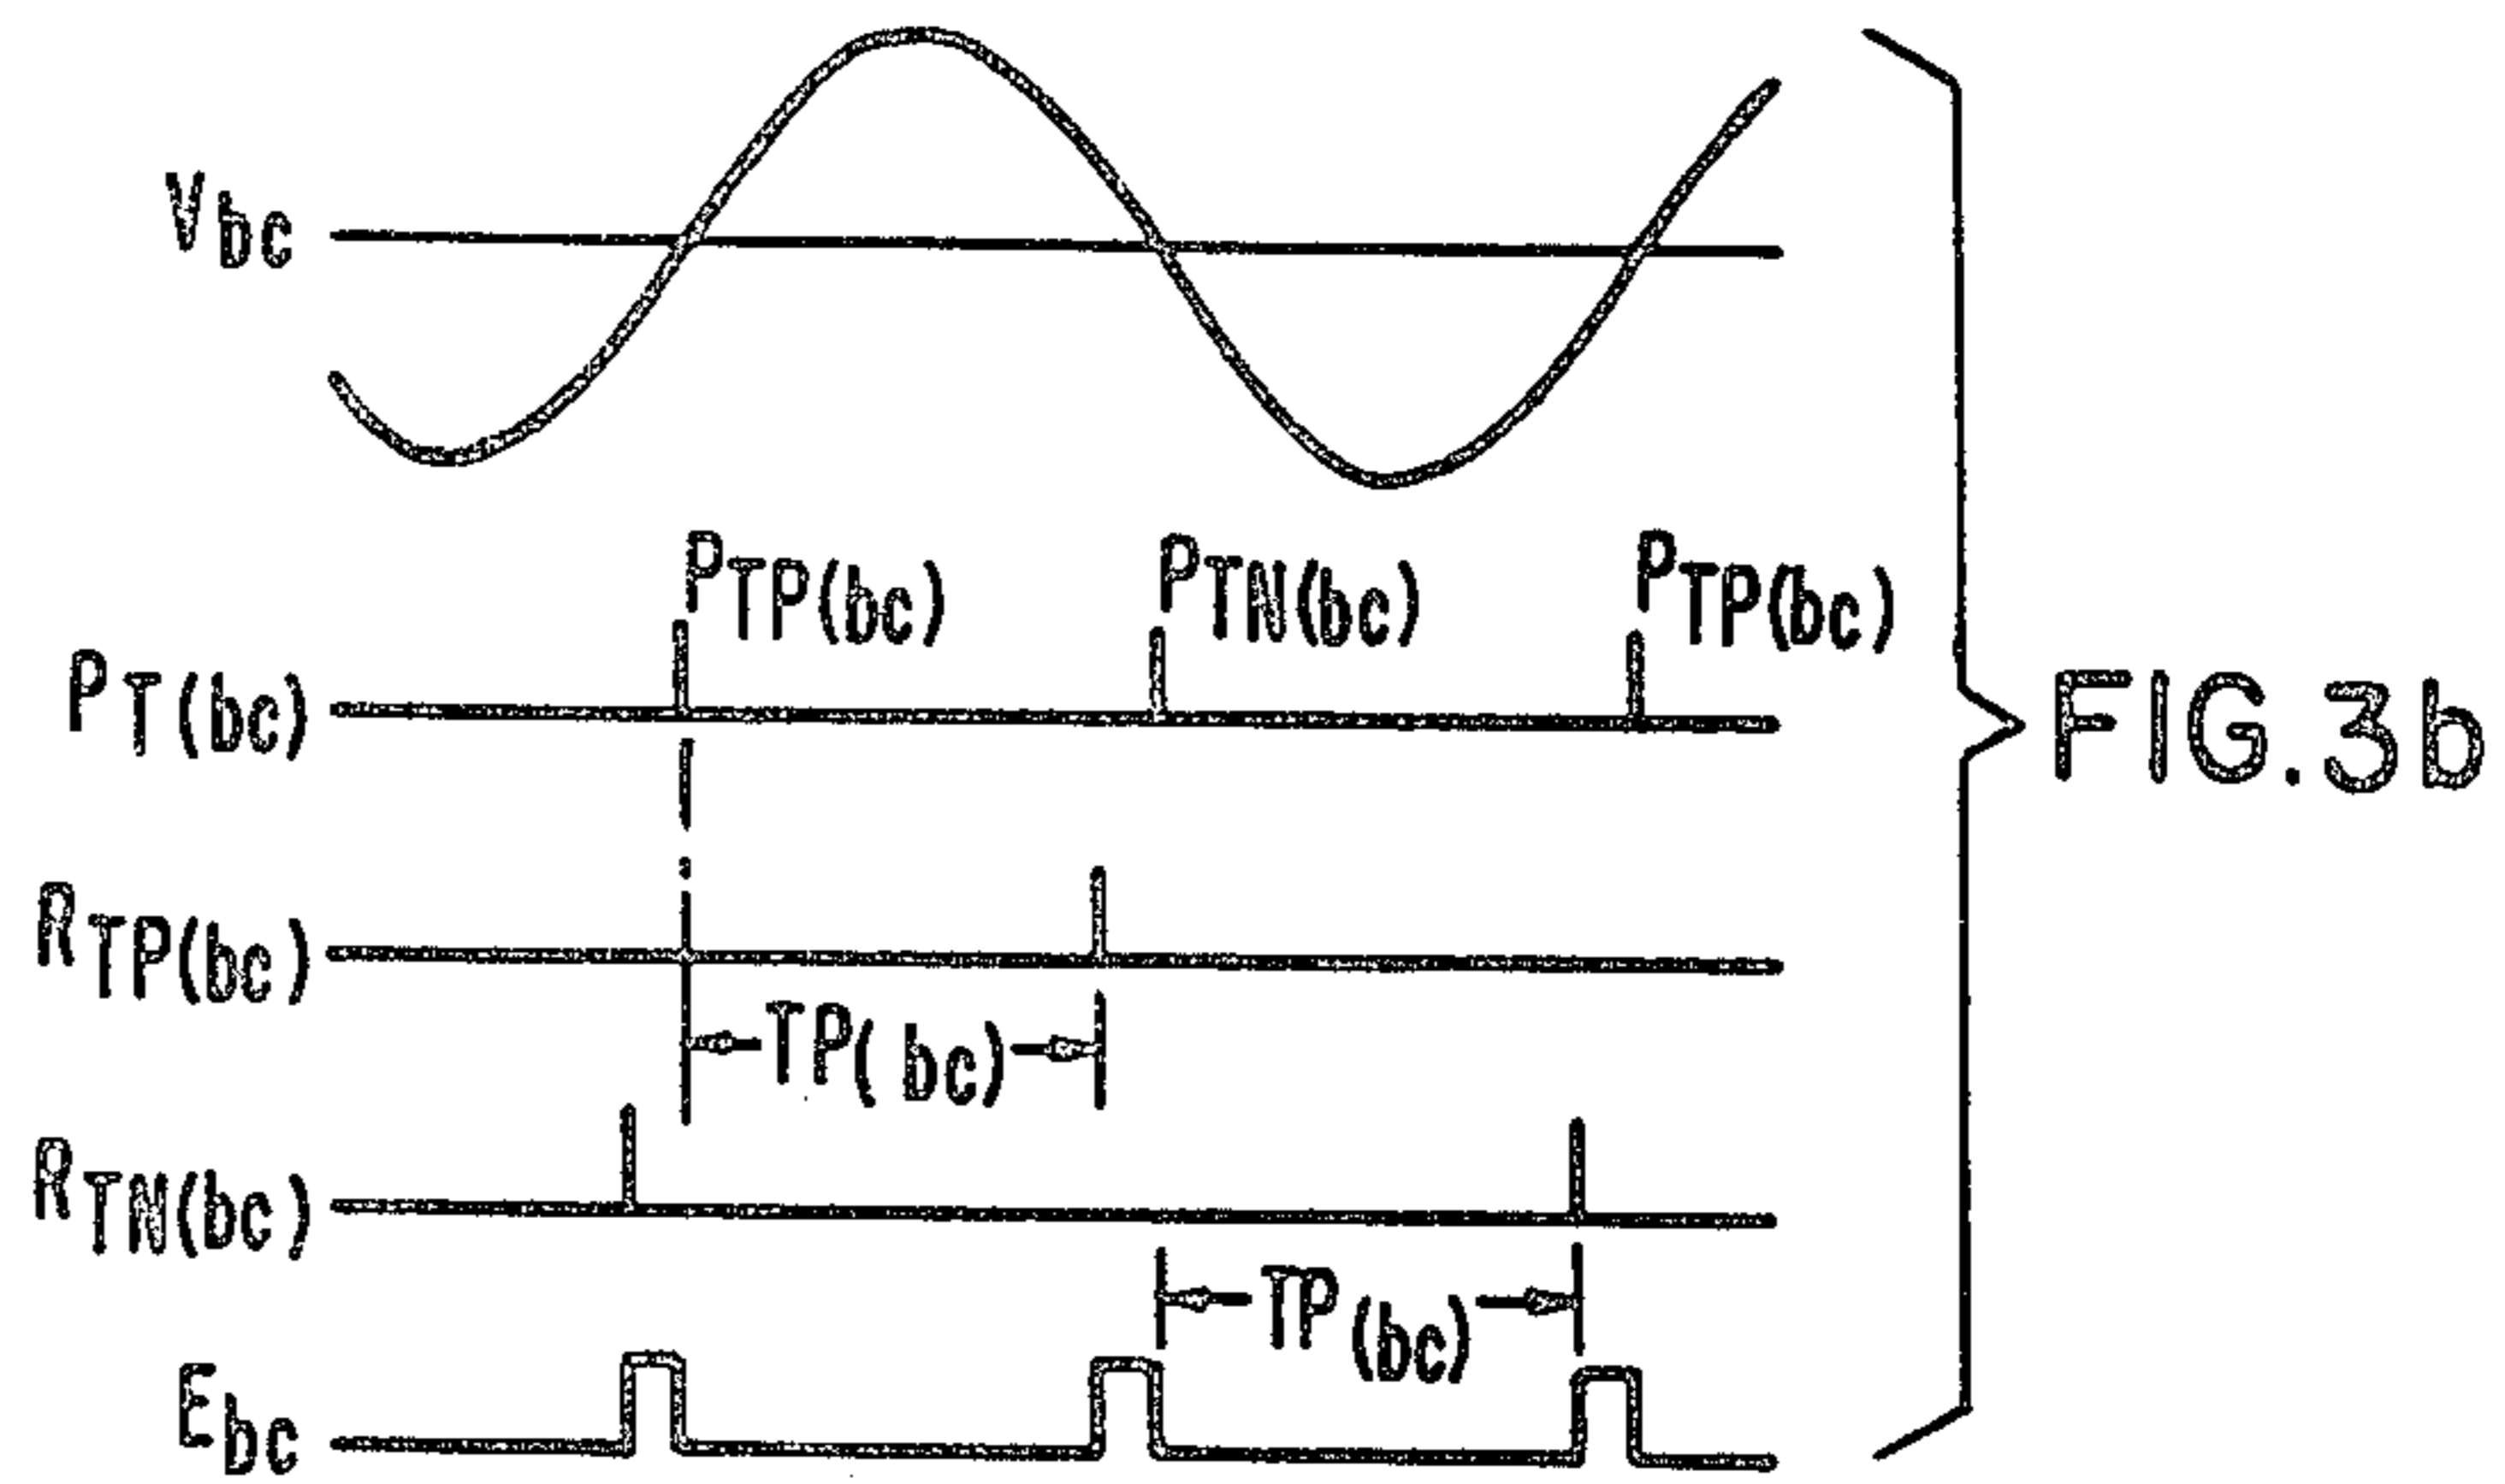 Vbc
PTP(bc) PTN(bc) PTP(bc)
PT(bc)
FIG.3b
RTP(bc)
TP(bc)
RTN(bc)
TP(bc)
Ebc